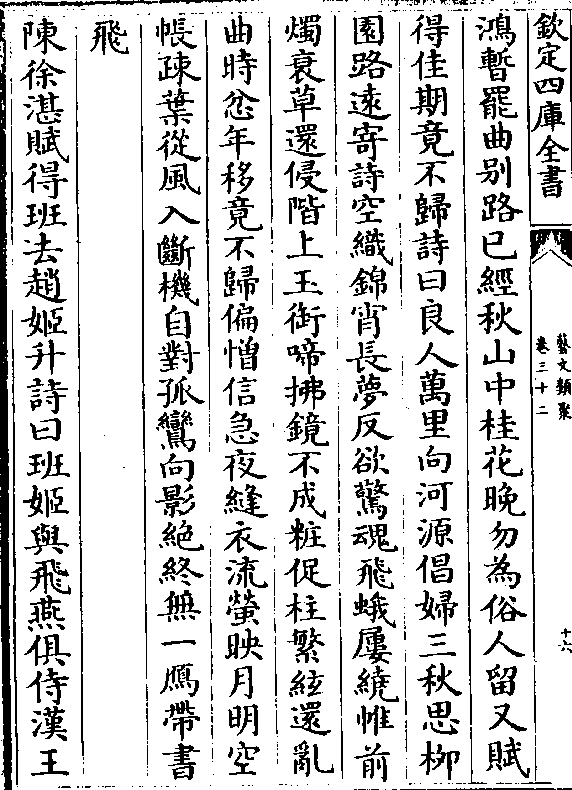 欽定四庫全書
藝文類聚
卷三十二
十六
鴻暫罷曲别路已經秋山中桂花晚勿為俗人留又賦
得佳期竟不歸詩曰良人萬里向河源倡婦三秋思柳
園路遠寄詩空織錦宵長夢反欲驚魂飛蛾屢繞帷前
燭衰草還侵階上玉衘啼拂鏡不成粧促柱繁絃還亂
曲時忿年移竟不歸偏憎信急夜縫衣流螢映月明空
帳疎葉從風入斷機自對孤鸞向影絶終無一鴈帶書
飛
陳徐湛賦得班去趙姬升詩曰班姬與飛燕俱侍漢王